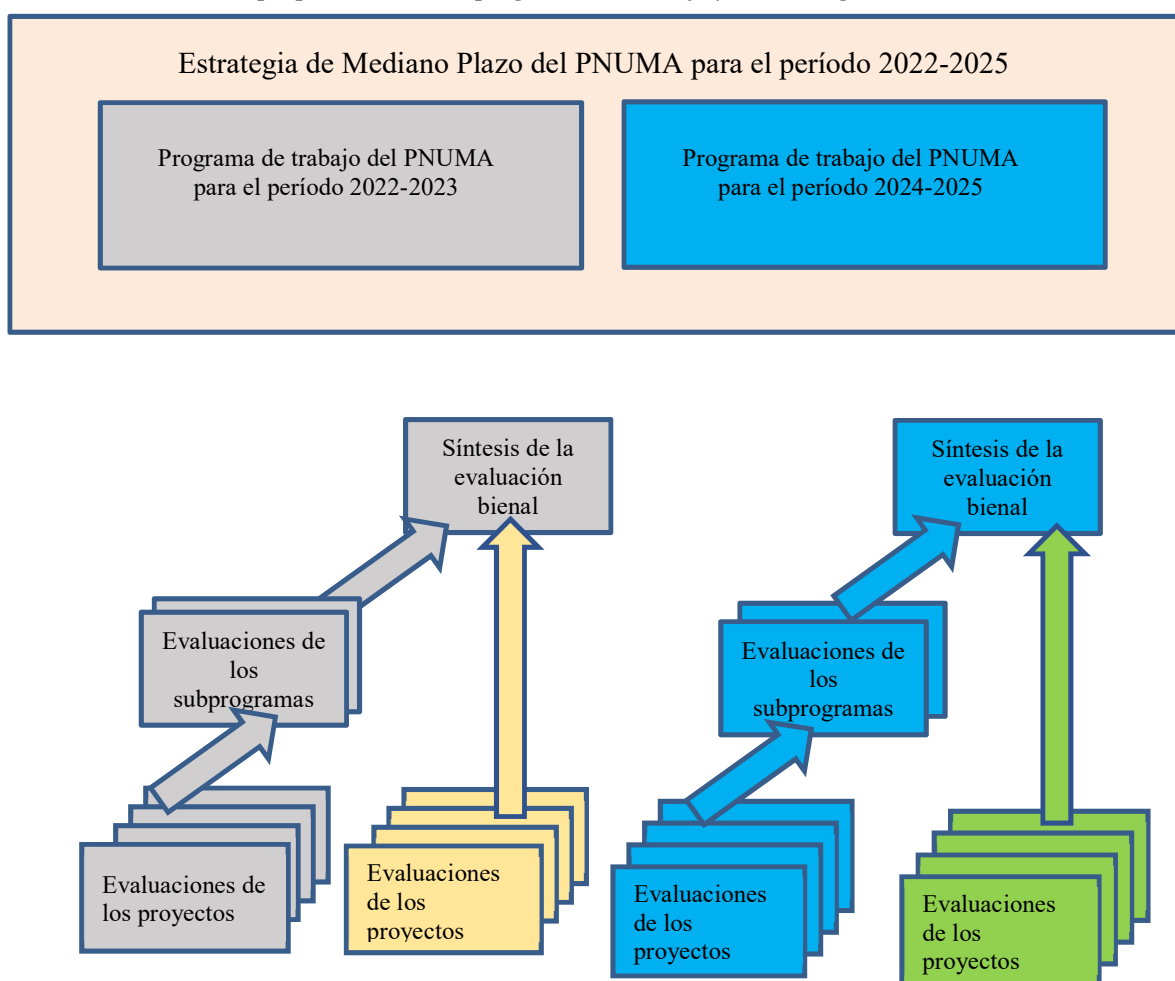 Estrategia de Mediano Plazo del PNUMA para el período 2022-2025
Programa de trabajo del PNUMA
para el período 2022-2023
Programa de trabajo del PNUMA
para el período 2024-2025
Síntesis de la
evaluación
bienal
Síntesis de la
evaluación
bienal
Evaluaciones de
los
subprogramas
Evaluaciones de
los
subprogramas
Evaluaciones de
los proyectos
Evaluaciones
de los
proyectos
Evaluaciones
de los
proyectos
Evaluaciones
de los
proyectos